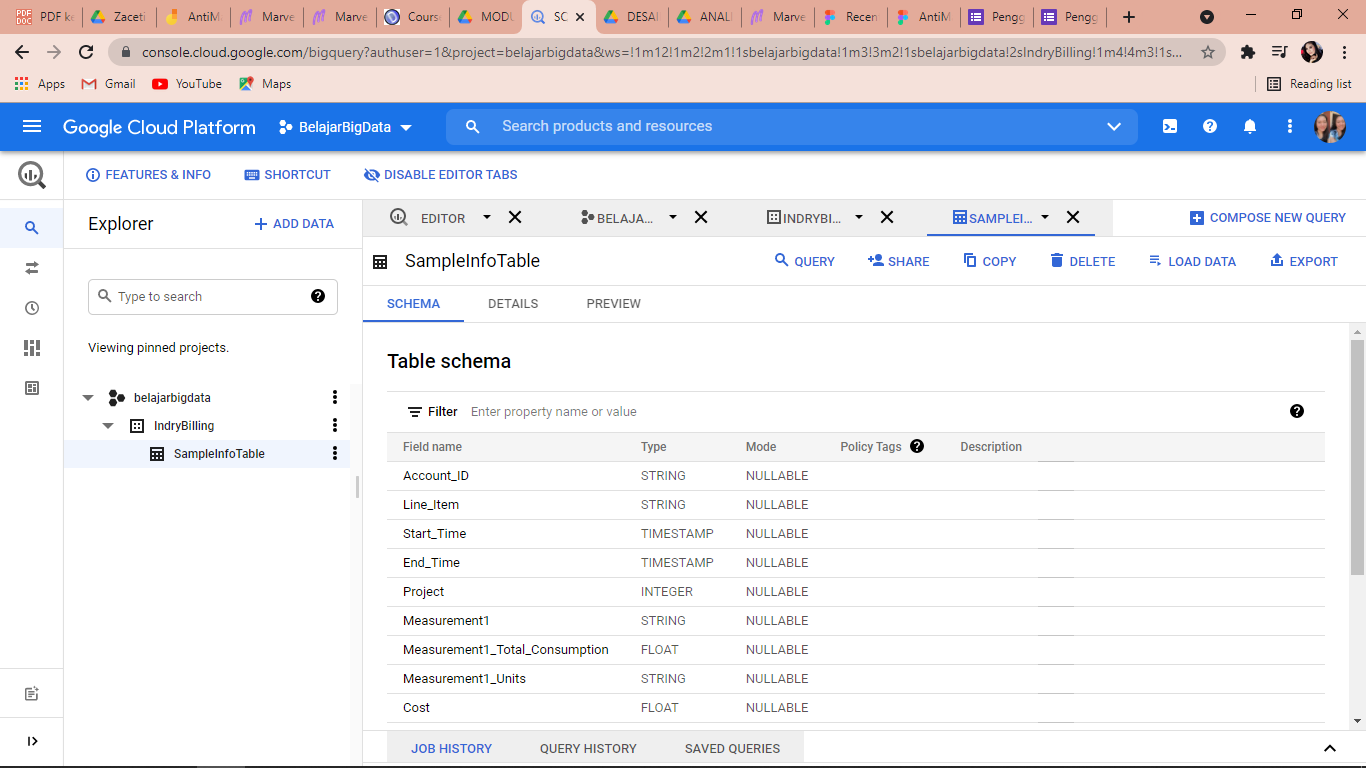 PDF ke
Zaceti
AntiMa
Marve
Marve
Cours
MODU
SC
DESAI
ANALI
Marve
Recen
AntiM
Pengg
Pengg
console.cloud.google.com/bigquery?authuser=1&project=belajarbigdata&ws=!1m12!1m2!2m1!1sbelajarbigdata!1m3!3m2!1sbelajarbigdata!2sIndryBilling!1m4!4m3!1s...
Apps Gmail YouTube Maps Reading list
Google Cloud Platform BelajarBigData Search products and resources
FEATURES & INFO SHORTCUT DISABLE EDITOR TABS
Explorer + ADD DATA
EDITOR BELAJA... INDRYBI... SAMPLEI... COMPOSE NEW QUERY
SampleInfoTable QUERY SHARE COPY DELETE LOAD DATA EXPORT
Type to search
SCHEMA DETAILS PREVIEW
Viewing pinned projects.
belajarbigdata
IndryBilling
SampleInfoTable
Table schema
Filter Enter property name or value
Field name Type Mode Policy Tags Description
Account_ID STRING NULLABLE
Line_Item STRING NULLABLE
Start_Time TIMESTAMP NULLABLE
End_Time TIMESTAMP NULLABLE
Project INTEGER NULLABLE
Measurement1 STRING NULLABLE
Measurement1_Total_Consumption FLOAT NULLABLE
Measurement1_Units STRING NULLABLE
Cost FLOAT NULLABLE
JOB HISTORY QUERY HISTORY SAVED QUERIES